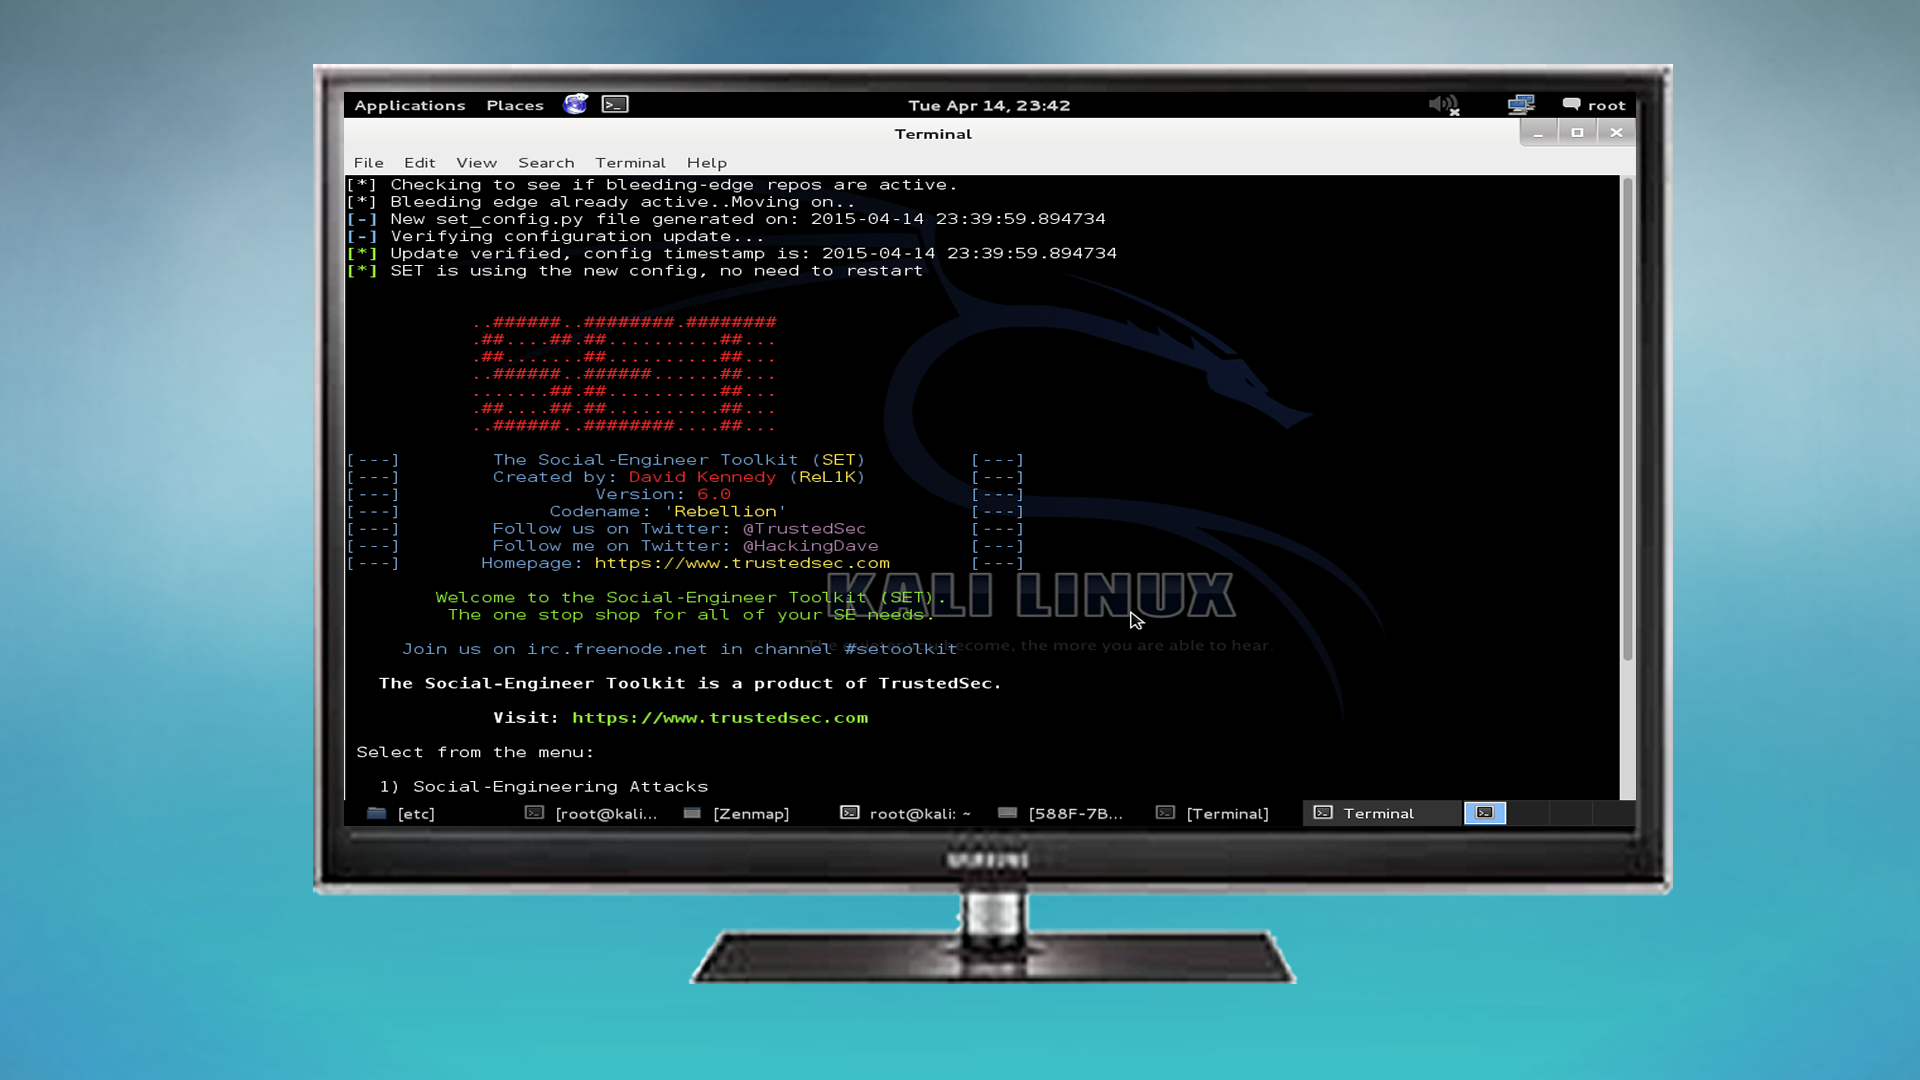 Applications Places Tue Apr 14, 23:42 root
Terminal
File Edit View Search Terminal Help
[*] Checking to see if bleeding-edge repos are active.
[*] Bleeding edge already active..Moving on..
[-] New set_config.py file generated on: 2015-04-14 23:39:59.894734
[-] Verifying configuration update...
[*] Update verified, config timestamp is: 2015-04-14 23:39:59.894734
[*] SET is using the new config, no need to restart
..######..########.########
.##....##.##..........##...
.##.......##..........##...
..######..######......##...
.......##.##..........##...
.##....##.##..........##...
..######..########....##...
[---] The Social-Engineer Toolkit (SET) [---]
[---] Created by: David Kennedy (ReL1K) [---]
[---] Version: 6.0 [---]
[---] Codename: 'Rebellion' [---]
[---] Follow us on Twitter: @TrustedSec [---]
[---] Follow me on Twitter: @HackingDave [---]
[---] Homepage: https://www.trustedsec.com [---]
KALI LINUX
Welcome to the Social-Engineer Toolkit (SET).
The one stop shop for all of your SE needs.
become, the more you are able to hear.
Join us on irc.freenode.net in channel #setoolkit
The Social-Engineer Toolkit is a product of TrustedSec.
Visit: https://www.trustedsec.com
Select from the menu:
1) Social-Engineering Attacks
[etc] [root@kali... [Zenmap] root@kali: ~ [588F-7B... [Terminal] Terminal
SAMSUNG